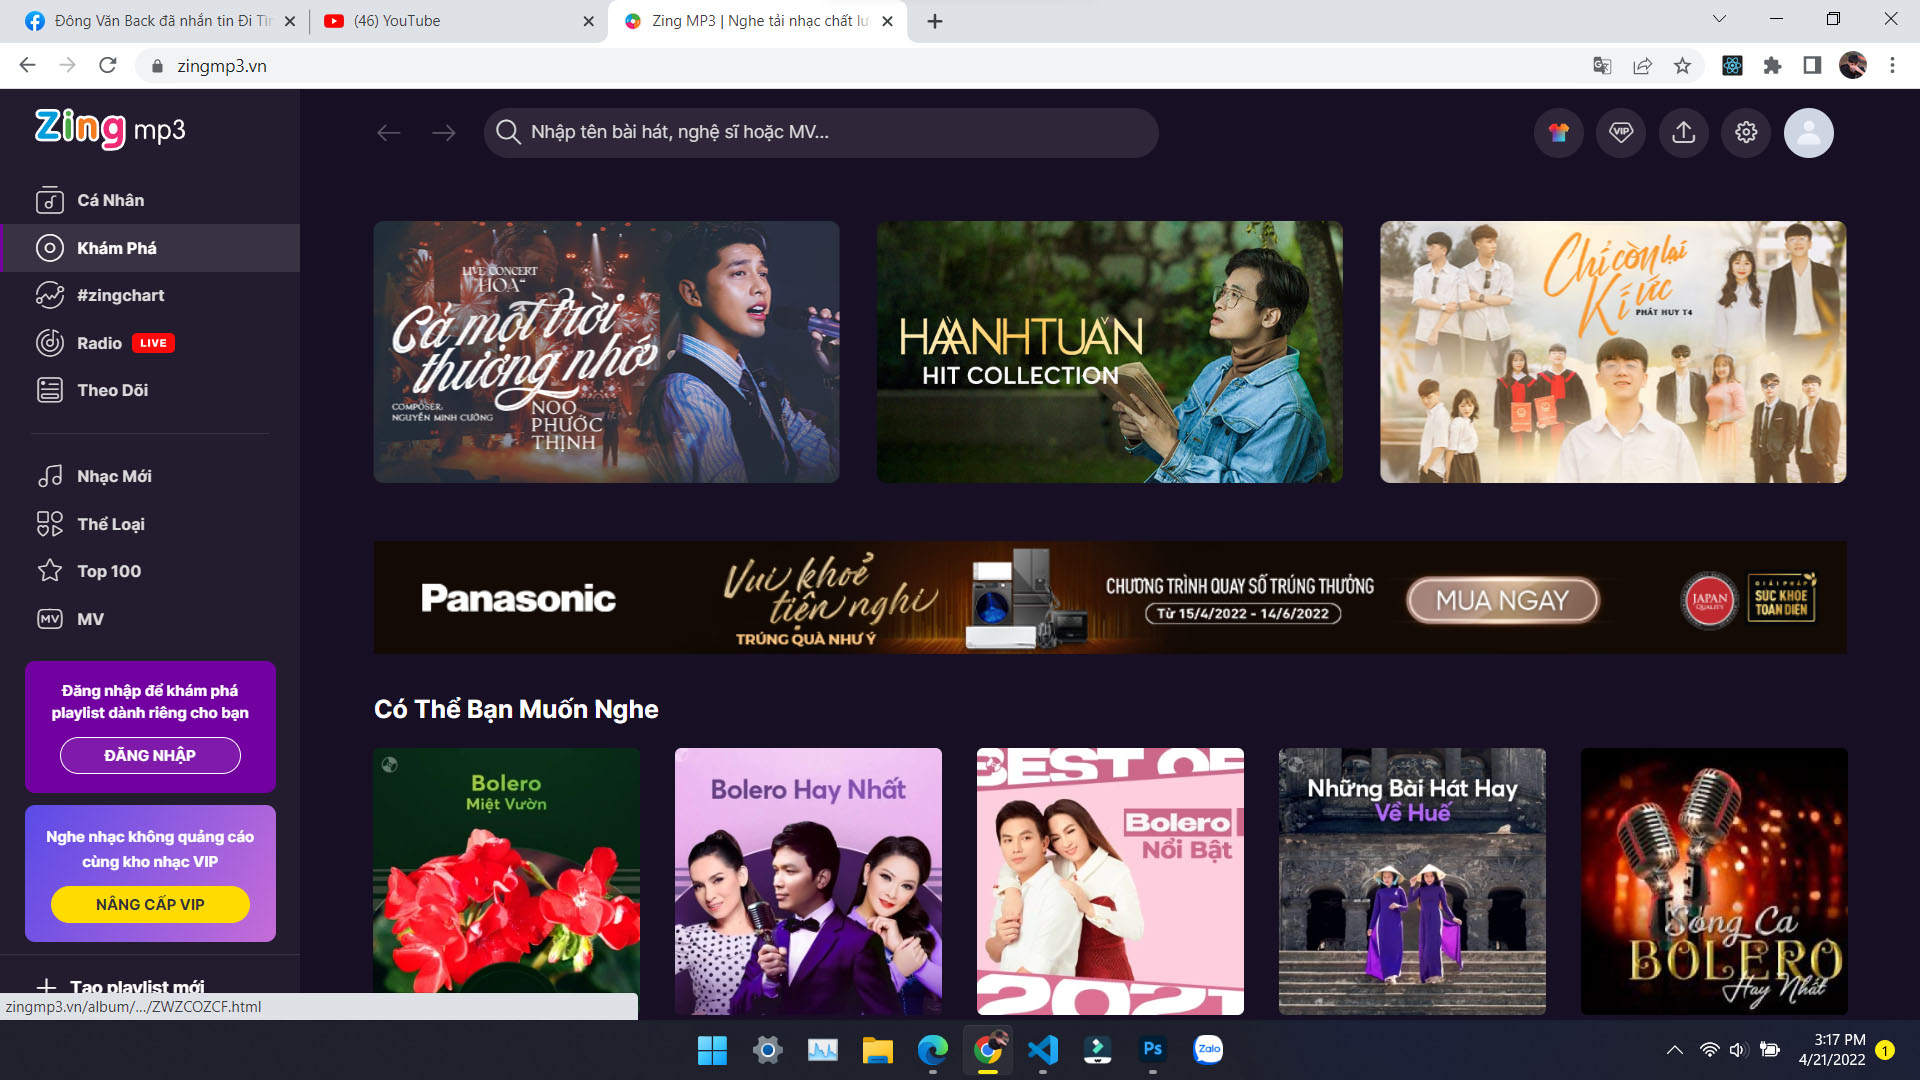 Đông Văn Back đã nhắn tin Đi Tìn
(46) YouTube
Zing MP3 | Nghe tải nhạc chất lư
zingmp3.vn
Zing mp3
Nhập tên bài hát, nghệ sĩ hoặc MV...
VIP
Cá Nhân
Khám Phá
#zingchart
Radio LIVE
Theo Dõi
Nhạc Mới
Thể Loại
Top 100
MV MV
Đăng nhập để khám phá
playlist dành riêng cho bạn
ĐĂNG NHẬP
Nghe nhạc không quảng cáo
cùng kho nhạc VIP
NÂNG CẤP VIP
Tạo playlist mới
zingmp3.vn/album/.../ZWZCOZCF.html
LIVE CONCERT
"HOA"
Cả một trời
thương nhớ
COMPOSER:
NGUYỄN MINH CƯỜNG
NOO
PHƯỚC
THỊNH
HÀ ANH TUẤN
HIT COLLECTION
Chỉ còn lại
Kí ức
PHÁT HUY T4
Panasonic
Vui khoẻ
tiện nghi
TRÚNG QUÀ NHƯ Ý
CHƯƠNG TRÌNH QUAY SỐ TRÚNG THƯỞNG
Từ 15/4/2022 - 14/6/2022
MUA NGAY
JAPAN
QUALITY
GIẢI PHÁP
SỨC KHỎE
TOÀN DIỆN
Có Thể Bạn Muốn Nghe
Bolero
Miệt Vườn
Bolero Hay Nhất
BEST OF
Bolero
Nổi Bật
2021
Những Bài Hát Hay
Về Huế
Song Ca
BOLERO
Hay Nhất
Ps
Zalo
3:17 PM
4/21/2022
1